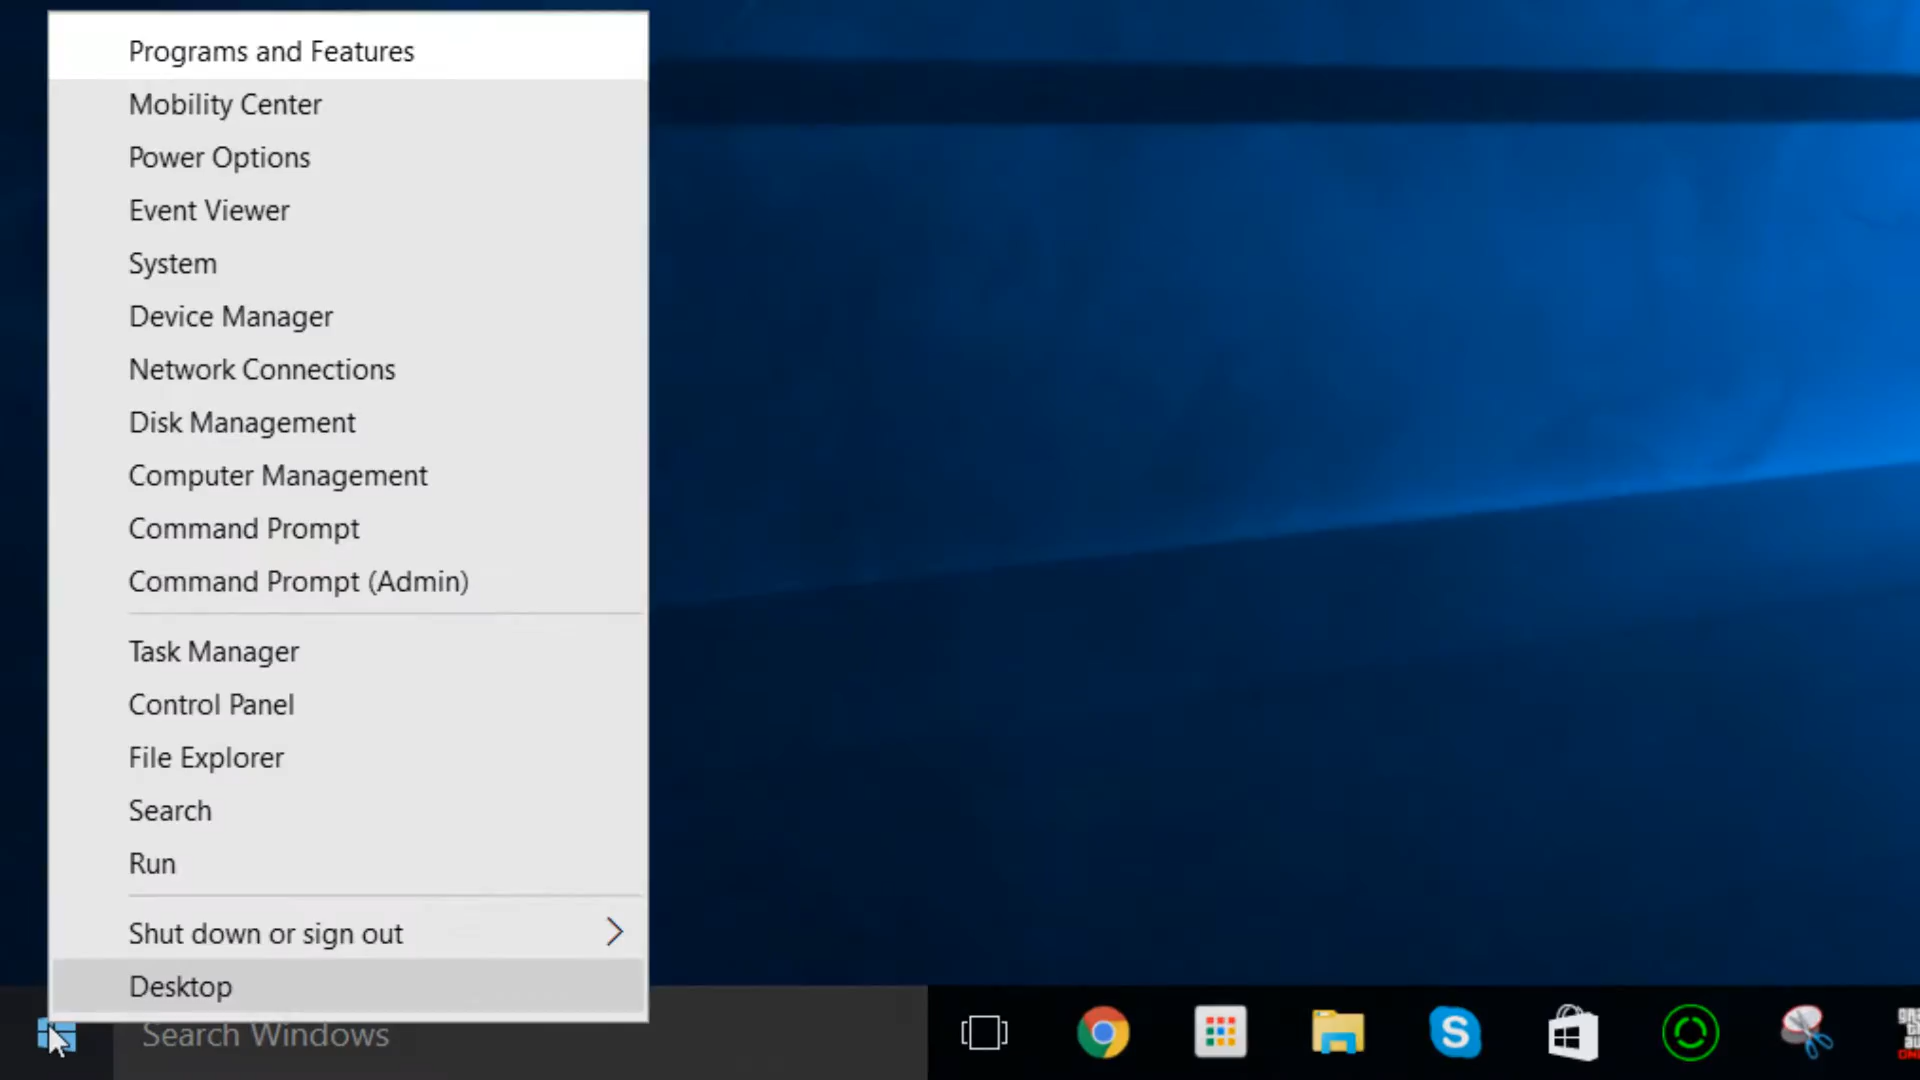 Programs and Features
Mobility Center
Power Options
Event Viewer
System
Device Manager
Network Connections
Disk Management
Computer Management
Command Prompt
Command Prompt (Admin)
Task Manager
Control Panel
File Explorer
Search
Run
Shut down or sign out
Desktop
Search Windows